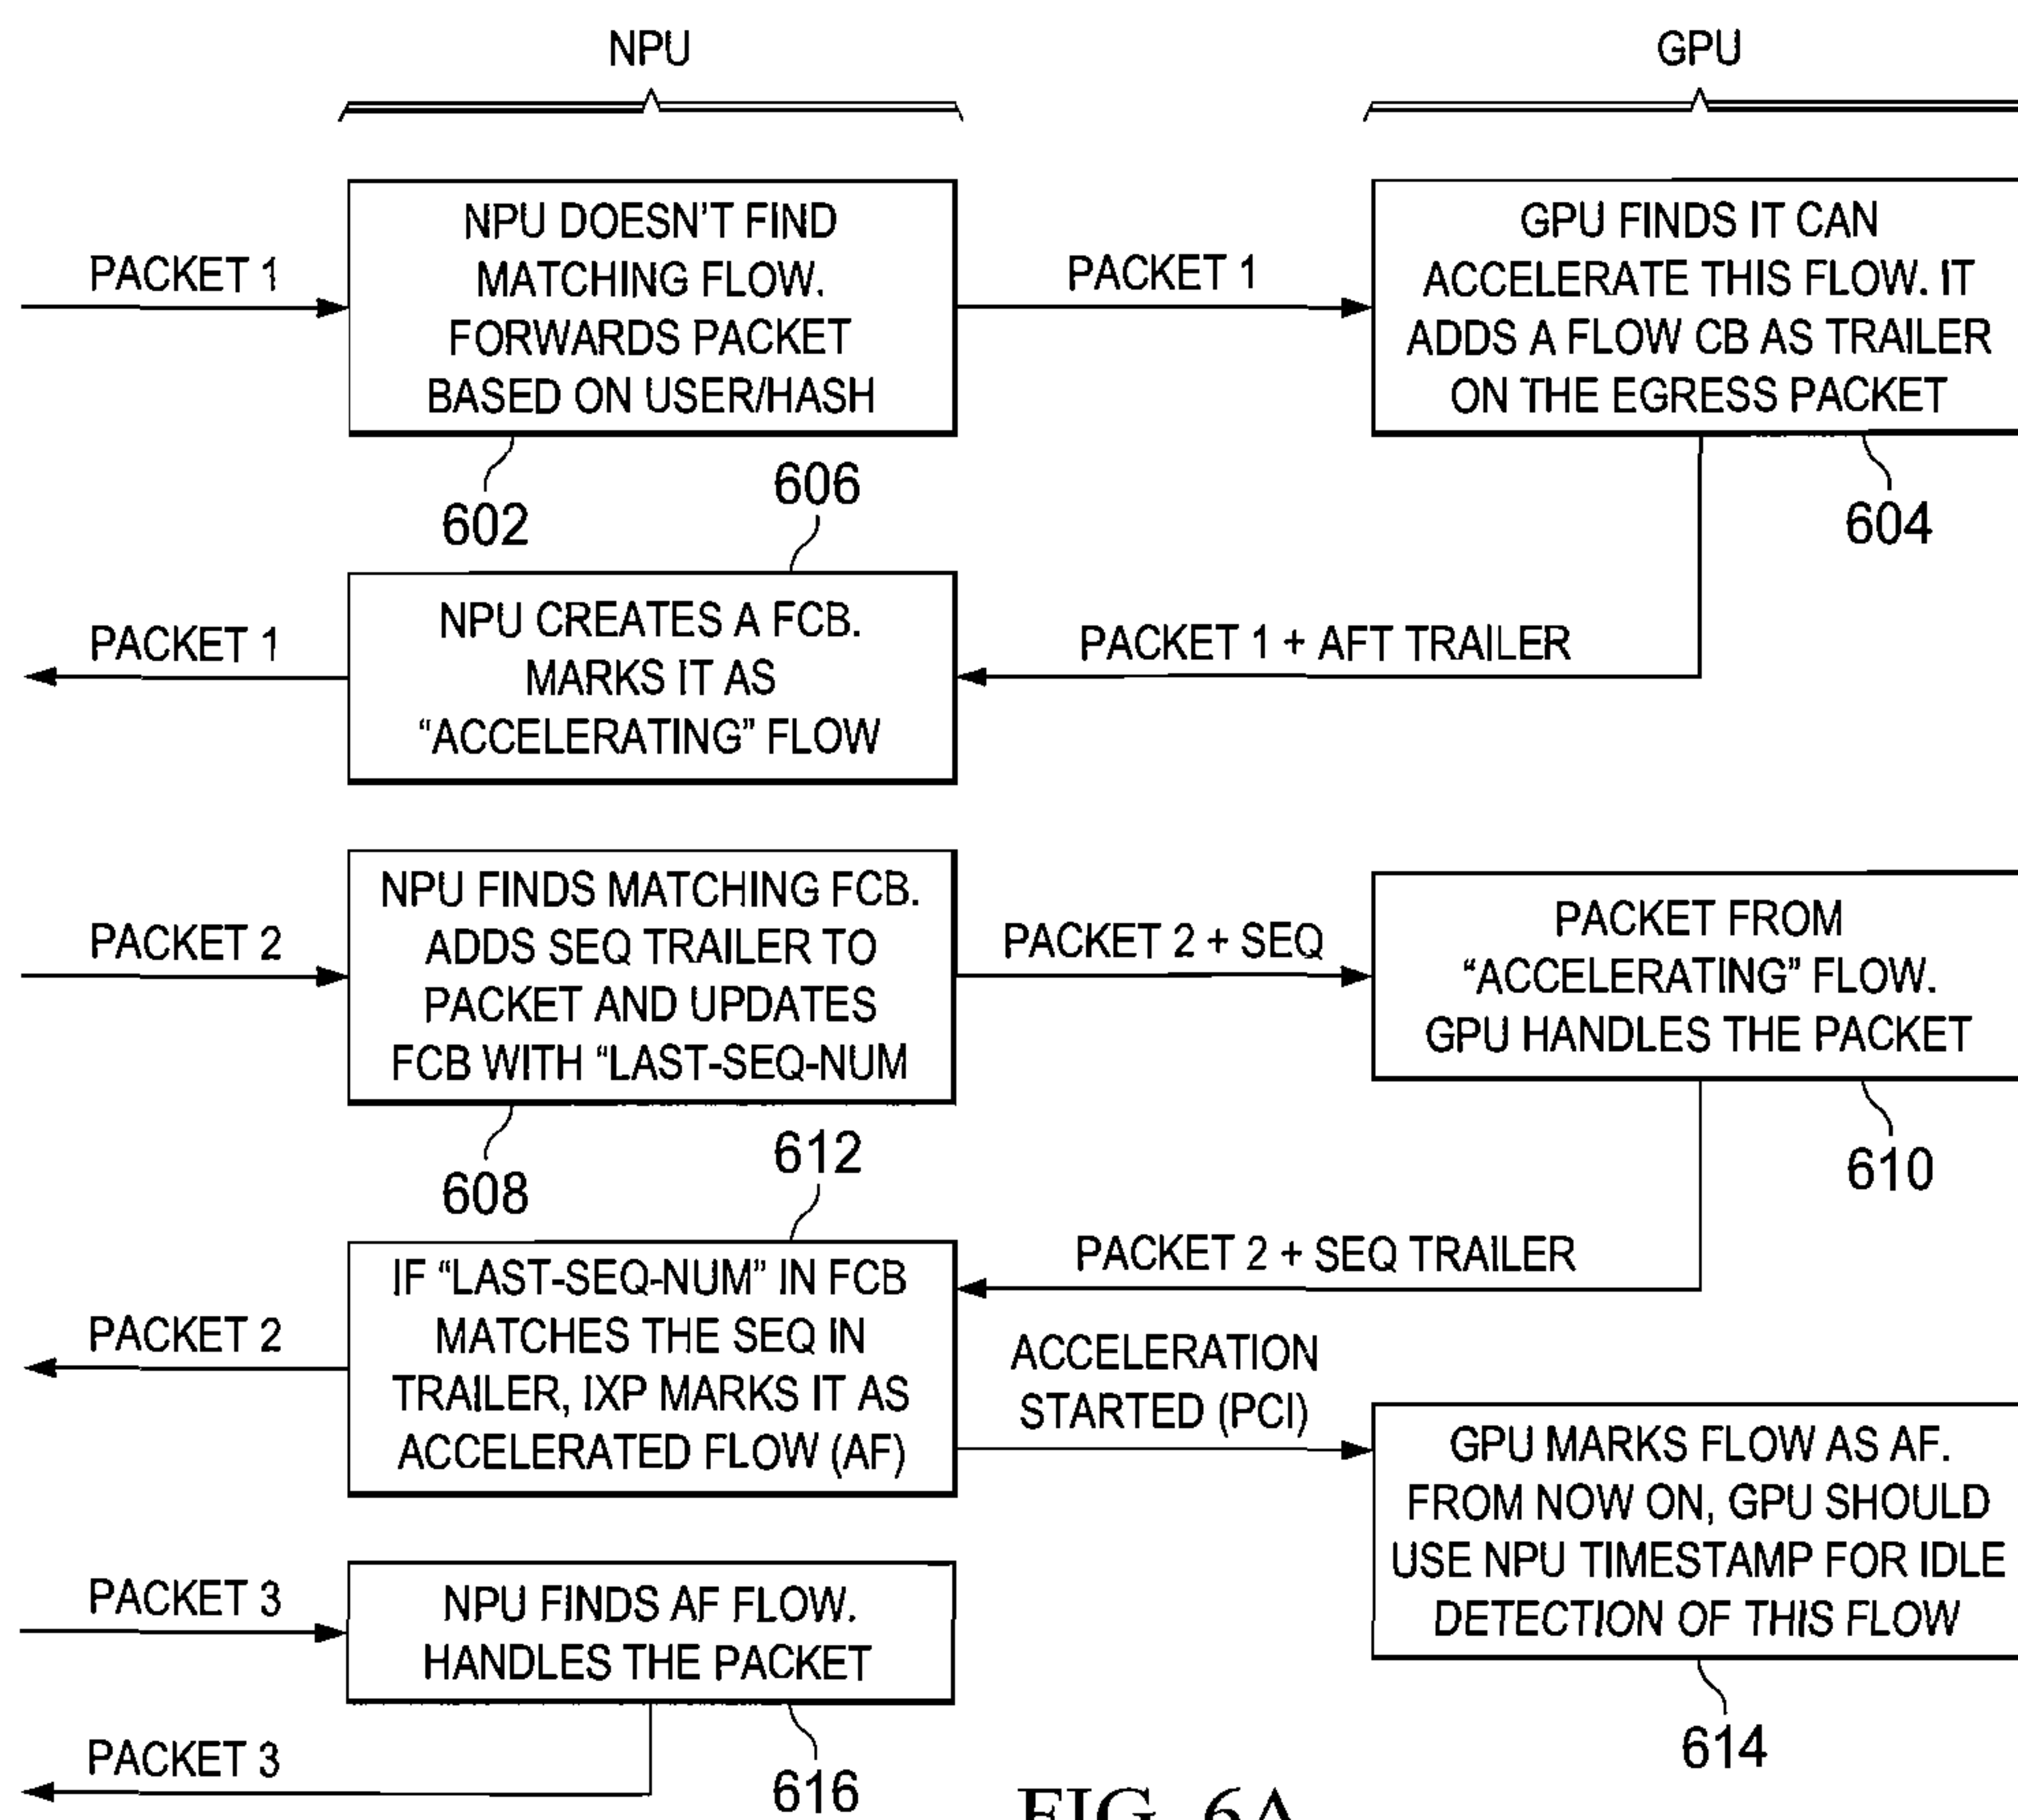 NPU
GPU
PACKET 1
NPU DOESN'T FIND
MATCHING FLOW.
FORWARDS PACKET
BASED ON USER/HASH
602
PACKET 1
GPU FINDS IT CAN
ACCELERATE THIS FLOW. IT
ADDS A FLOW CB AS TRAILER
ON THE EGRESS PACKET
604
606
PACKET 1
NPU CREATES A FCB.
MARKS IT AS
“ACCELERATING” FLOW
PACKET 1 + AFT TRAILER
PACKET 2
NPU FINDS MATCHING FCB.
ADDS SEQ TRAILER TO
PACKET AND UPDATES
FCB WITH “LAST-SEQ-NUM
608
PACKET 2 + SEQ
PACKET FROM
“ACCELERATING” FLOW.
GPU HANDLES THE PACKET
610
612
PACKET 2
IF “LAST-SEQ-NUM” IN FCB
MATCHES THE SEQ IN
TRAILER, IXP MARKS IT AS
ACCELERATED FLOW (AF)
PACKET 2 + SEQ TRAILER
ACCELERATION
STARTED (PCI)
GPU MARKS FLOW AS AF.
FROM NOW ON, GPU SHOULD
USE NPU TIMESTAMP FOR IDLE
DETECTION OF THIS FLOW
614
PACKET 3
NPU FINDS AF FLOW.
HANDLES THE PACKET
616
PACKET 3
FIG. 6A